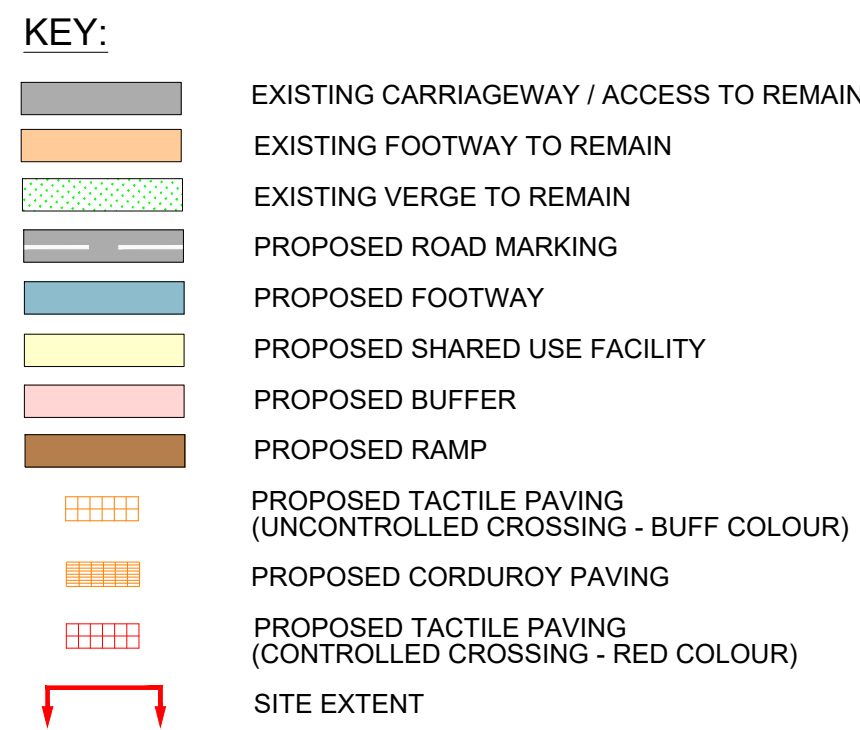 KEY:
EXISTING CARRIAGEWAY / ACCESS TO REMAIN
EXISTING FOOTWAY TO REMAIN
EXISTING VERGE TO REMAIN
PROPOSED ROAD MARKING
PROPOSED FOOTWAY
PROPOSED SHARED USE FACILITY
PROPOSED BUFFER
PROPOSED RAMP
PROPOSED TACTILE PAVING
(UNCONTROLLED CROSSING - BUFF COLOUR)
PROPOSED CORDUROY PAVING
PROPOSED TACTILE PAVING
(CONTROLLED CROSSING - RED COLOUR)
SITE EXTENT